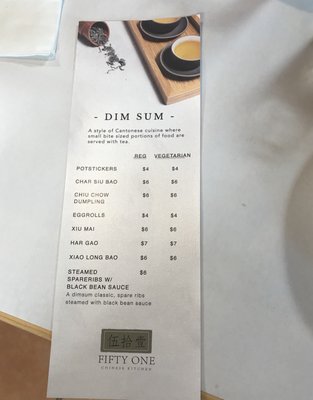 - DIM SUM -
A style of Cantonese cuisine where
small bite sized portions of food are
served with tea.
REG VEGETARIAN
POTSTICKERS $4 $4
CHAR SIU BAO $6 $6
CHIU CHOW $6 $6
DUMPLING
EGGROLLS $4 $4
XIU MAI $6 $6
HAR GAO $7 $7
XIAO LONG BAO $6 $6
STEAMED $6
SPARERIBS W/
BLACK BEAN SAUCE
A dimsum classic, spare ribs
steamed with black bean sauce
伍拾壹
FIFTY ONE
CHINESE KITCHEN